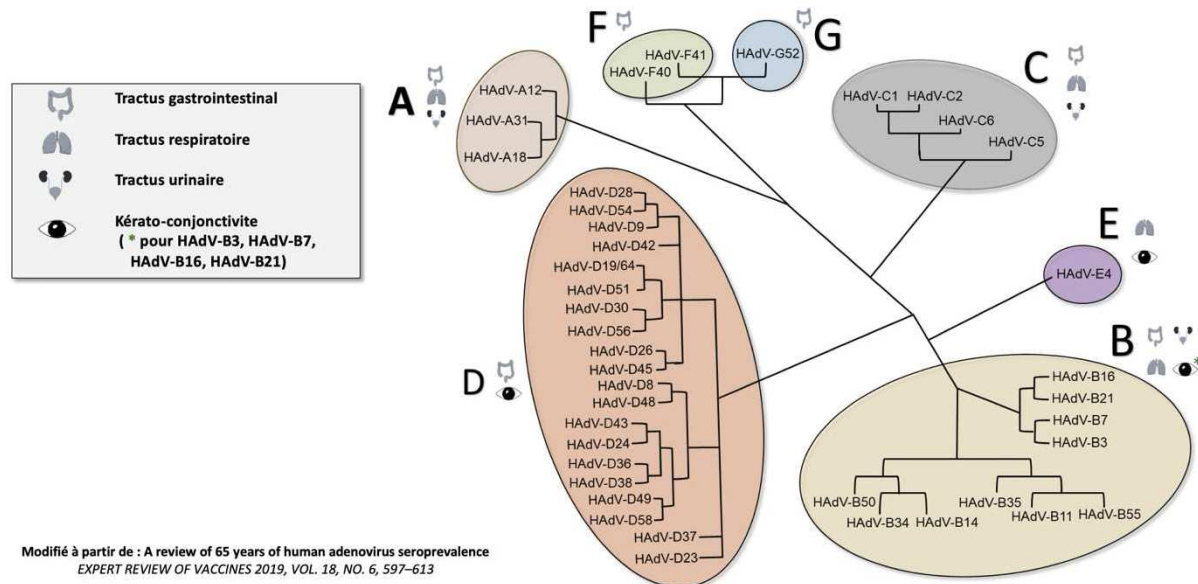 Tractus gastrointestinal
Tractus respiratoire
Tractus urinaire
Kérato-conjonctivite
( * pour HAdV-B3, HAdV-B7,
HAdV-B16, HAdV-B21)
A
HAdV-A12
HAdV-A31
HAdV-A18
F
HAdV-F41
HAdV-F40
G
HAdV-G52
C
HAdV-C1
HAdV-C2
HAdV-C6
HAdV-C5
E
HAdV-E4
D
HAdV-D28
HAdV-D54
HAdV-D9
HAdV-D42
HAdV-D19/64
HAdV-D51
HAdV-D30
HAdV-D56
HAdV-D26
HAdV-D45
HAdV-D8
HAdV-D48
HAdV-D43
HAdV-D24
HAdV-D36
HAdV-D38
HAdV-D49
HAdV-D58
HAdV-D37
HAdV-D23
B
*
HAdV-B16
HAdV-B21
HAdV-B7
HAdV-B3
HAdV-B50
HAdV-B34
HAdV-B14
HAdV-B35
HAdV-B11
HAdV-B55
Modifié à partir de : A review of 65 years of human adenovirus seroprevalence
EXPERT REVIEW OF VACCINES 2019, VOL. 18, NO. 6, 597–613